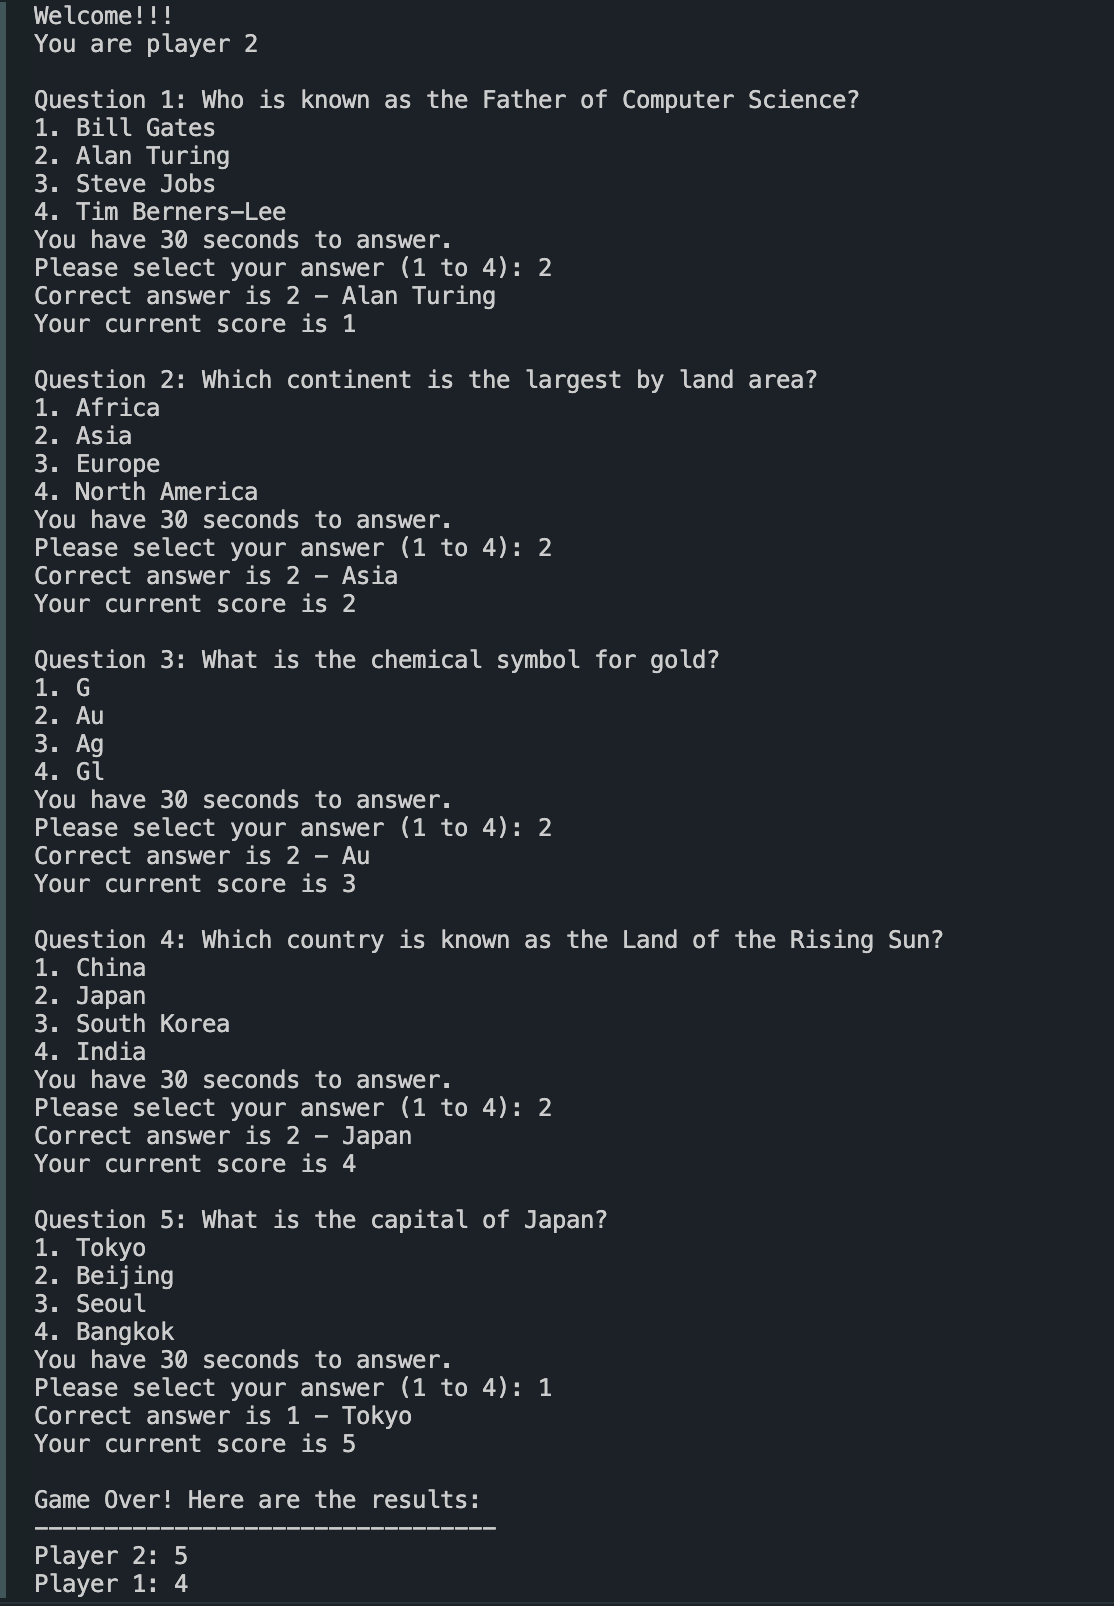 Welcome!!!
You are player 2
Question 1: Who is known as the Father of Computer Science?
1. Bill Gates
2. Alan Turing
3. Steve Jobs
4. Tim Berners-Lee
You have 30 seconds to answer.
Please select your answer (1 to 4): 2
Correct answer is 2 - Alan Turing
Your current score is 1
Question 2: Which continent is the largest by land area?
1. Africa
2. Asia
3. Europe
4. North America
You have 30 seconds to answer.
Please select your answer (1 to 4): 2
Correct answer is 2 - Asia
Your current score is 2
Question 3: What is the chemical symbol for gold?
1. G
2. Au
3. Ag
4. Gl
You have 30 seconds to answer.
Please select your answer (1 to 4): 2
Correct answer is 2 - Au
Your current score is 3
Question 4: Which country is known as the Land of the Rising Sun?
1. China
2. Japan
3. South Korea
4. India
You have 30 seconds to answer.
Please select your answer (1 to 4): 2
Correct answer is 2 - Japan
Your current score is 4
Question 5: What is the capital of Japan?
1. Tokyo
2. Beijing
3. Seoul
4. Bangkok
You have 30 seconds to answer.
Please select your answer (1 to 4): 1
Correct answer is 1 - Tokyo
Your current score is 5
Game Over! Here are the results:
---------------------------------
Player 2: 5
Player 1: 4